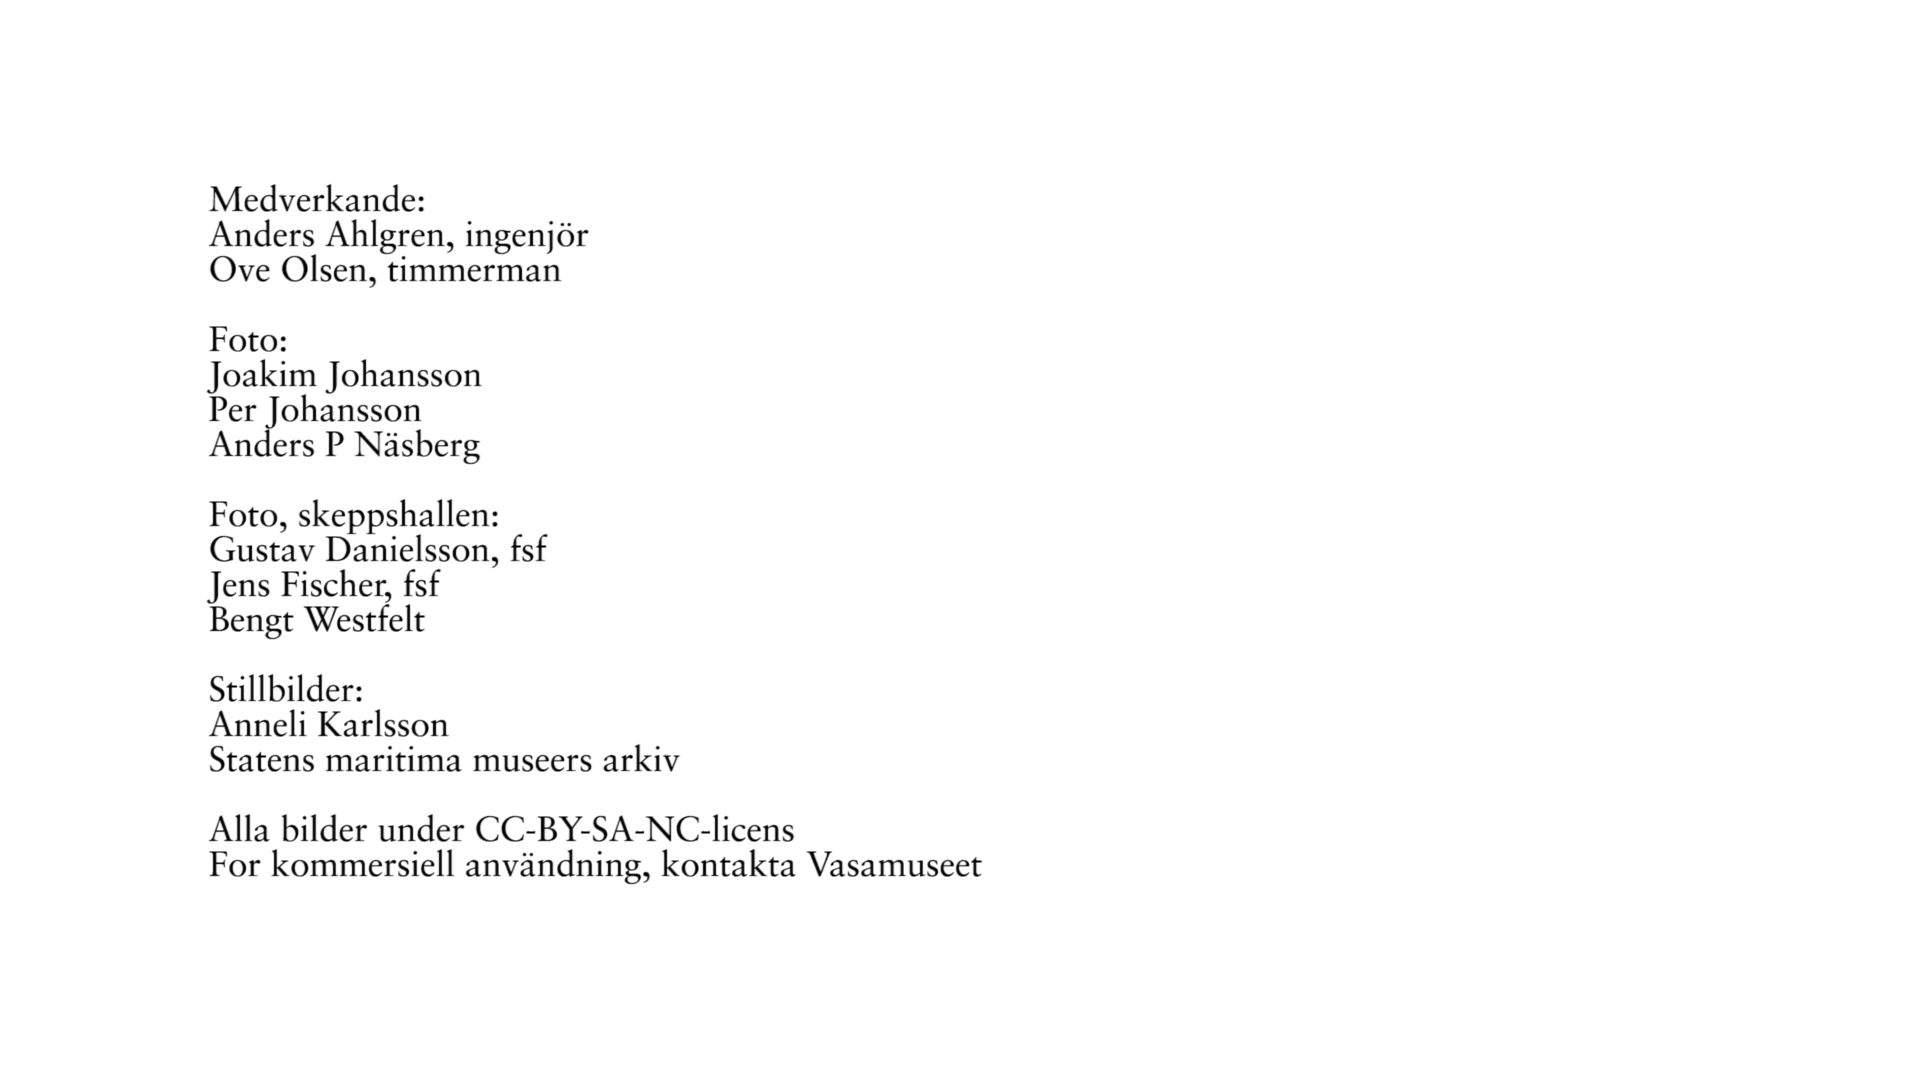 Medverkande:
Anders Ahlgren, ingenjör
Ove Olsen, timmerman
Foto:
Joakim Johansson
Per Johansson
Anders P Näsberg
Foto, skeppshallen:
Gustav Danielsson, fsf
Jens Fischer, fsf
Bengt Westfelt
Stillbilder:
Anneli Karlsson
Statens maritima museers arkiv
Alla bilder under CC-BY-SA-NC-licens
For kommersiell användning, kontakta Vasamuseet